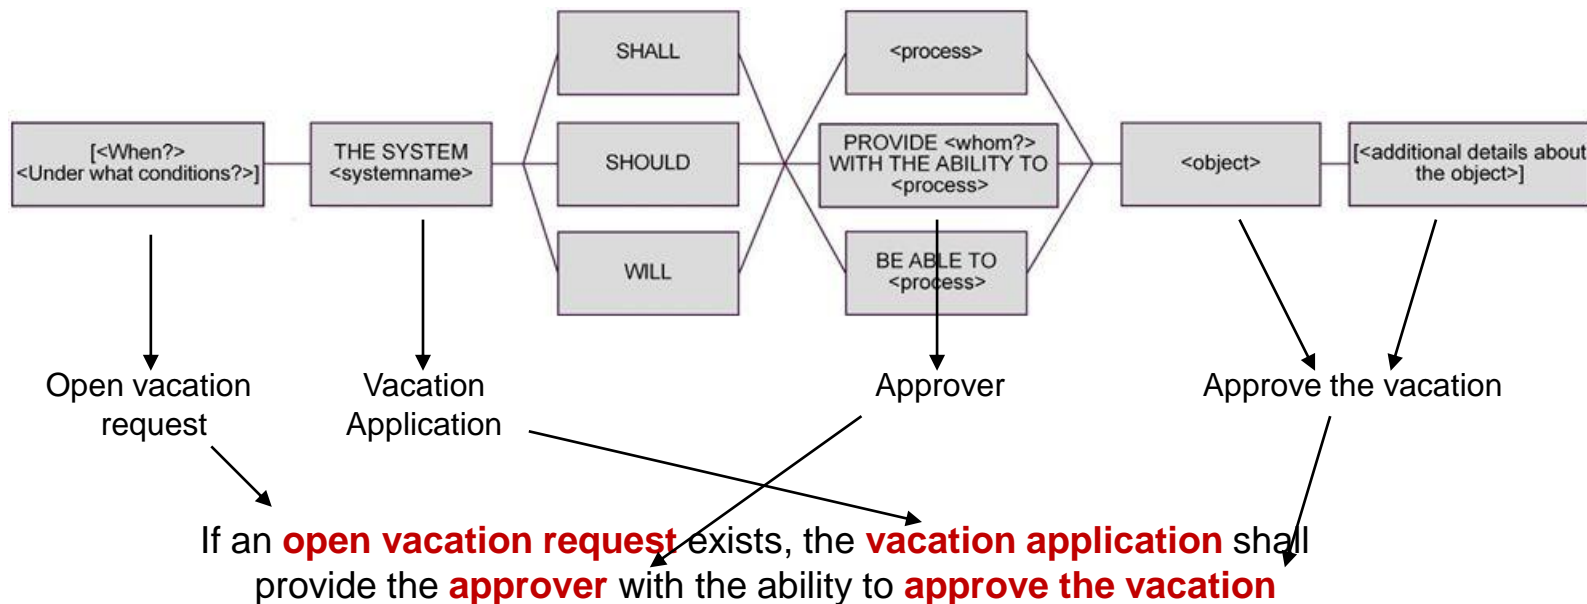 [<When?>
<Under what conditions?>]
THE SYSTEM
<systemname>
SHALL
SHOULD
WILL
<process>
PROVIDE <whom?>
WITH THE ABILITY TO
<process>
BE ABLE TO
<process>
<object>
[<additional details about
the object>]
Open vacation
request
Vacation
Application
Approver
Approve the vacation
If an open vacation request exists, the vacation application shall
provide the approver with the ability to approve the vacation